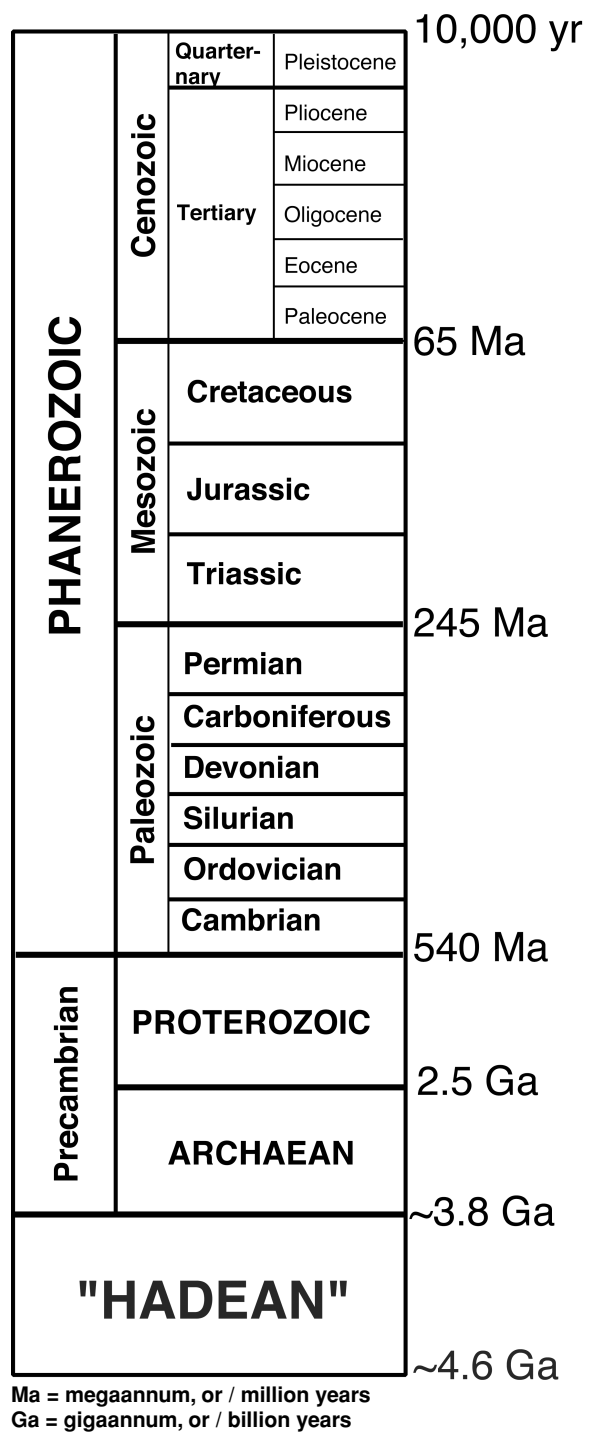 10,000 yr
PHANEROZOIC
Cenozoic
Quarter-
nary
Pleistocene
Tertiary
Pliocene
Miocene
Oligocene
Eocene
Paleocene
65 Ma
Mesozoic
Cretaceous
Jurassic
Triassic
245 Ma
Paleozoic
Permian
Carboniferous
Devonian
Silurian
Ordovician
Cambrian
540 Ma
Precambrian
PROTEROZOIC
2.5 Ga
ARCHAEAN
~3.8 Ga
"HADEAN"
~4.6 Ga
Ma = megaannum, or / million years
Ga = gigaannum, or / billion years